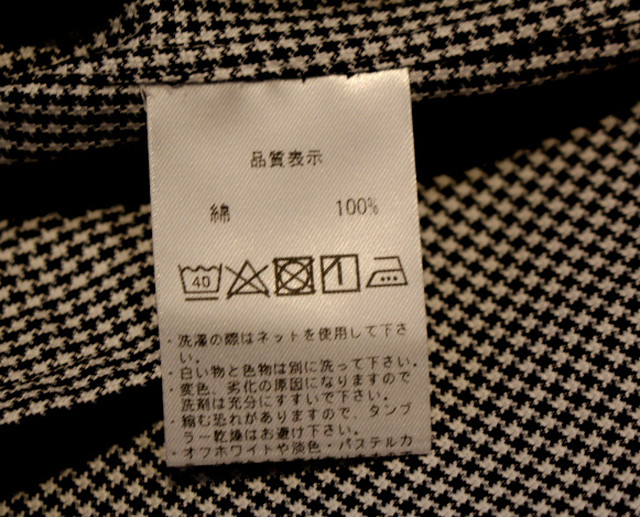 品質表示
綿 100%
40
・洗濯の際はネットを使用して下さ
い。
・白い物と色物は別に洗って下さい。
・変色、劣化の原因になりますので
洗剤は充分にすすいで下さい。
・縮む恐れがありますので、タンブ
ラー乾燥はお避け下さい。
・オフホワイトや淡色・パステルカ